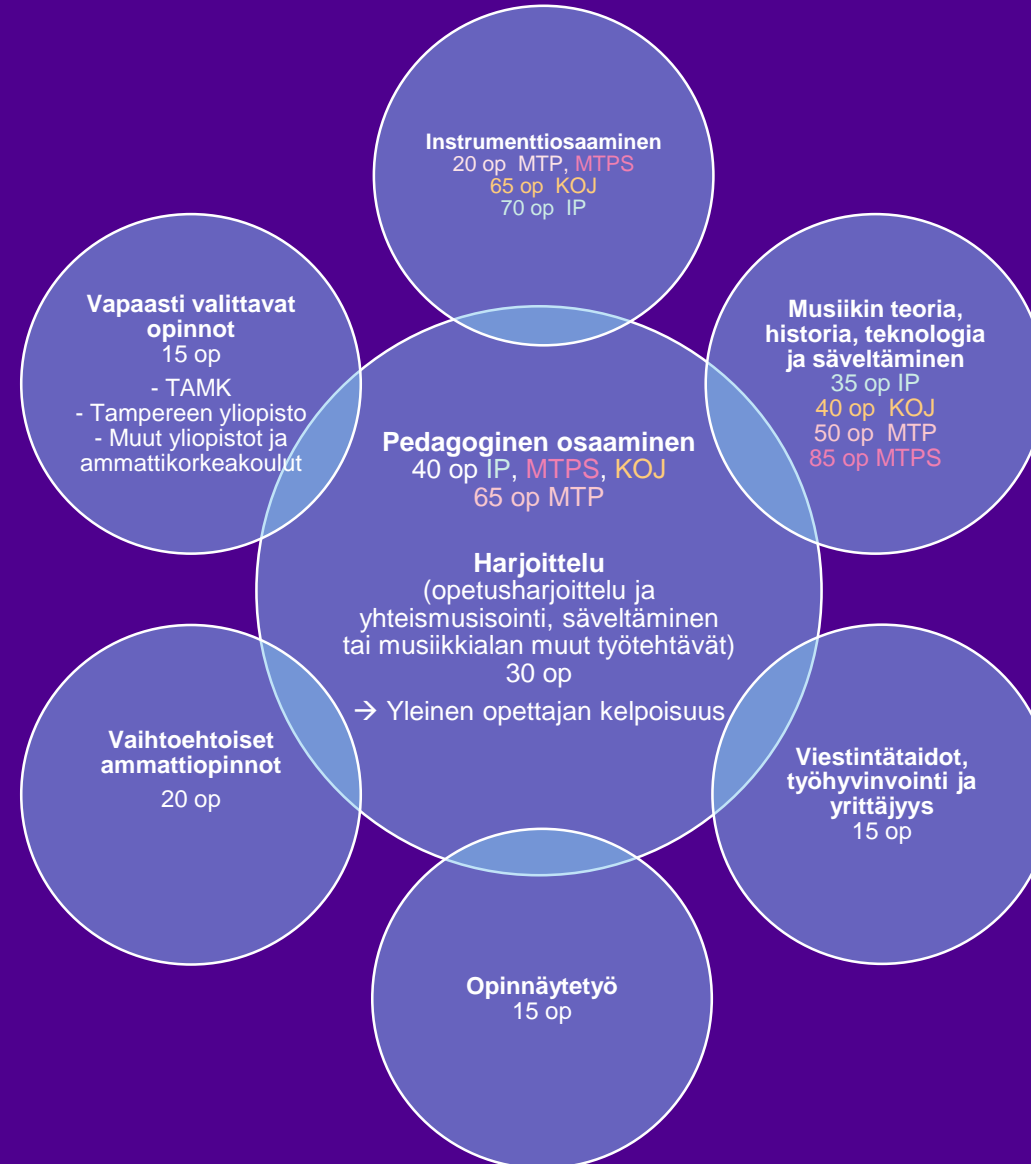 Instrumenttiosaaminen
20 op  MTP, MTPS
65 op  KOJ
70 op  IP
Vapaasti valittavat
opinnot
15 op
- TAMK
- Tampereen yliopisto
- Muut yliopistot ja
ammattikorkeakoulut
Musiikin teoria,
historia, teknologia
ja säveltäminen
35 op IP
40 op  KOJ
50 op  MTP
85 op MTPS
Pedagoginen osaaminen
40 op IP, MTPS, KOJ
65 op MTP
Harjoittelu
(opetusharjoittelu ja
yhteismusisointi, säveltäminen
tai musiikkialan muut työtehtävät)
30 op
→ Yleinen opettajan kelpoisuus
Vaihtoehtoiset
ammattiopinnot
20 op
Viestintätaidot,
työhyvinvointi ja
yrittäjyys
15 op
Opinnäytetyö
15 op